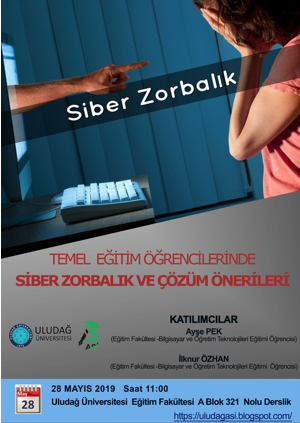 Siber Zorbalık
TEMEL EĞİTİM ÖĞRENCİLERİNDE
SİBER ZORBALIK VE ÇÖZÜM ÖNERİLERİ
ULUDAĞ
ÜNİVERSİTESİ
KATILIMCILAR
Ayşe PEK
(Eğitim Fakültesi -Bilgisayar ve Öğretim Teknolojileri Eğitimi Öğrencisi)
İlknur ÖZHAN
(Eğitim Fakültesi -Bilgisayar ve Öğretim Teknolojileri Eğitimi Öğrencisi)
May
28
28 MAYIS 2019 Saat 11:00
Uludağ Üniversitesi Eğitim Fakültesi A Blok 321 Nolu Derslik
https://uludagasi.blogspot.com/